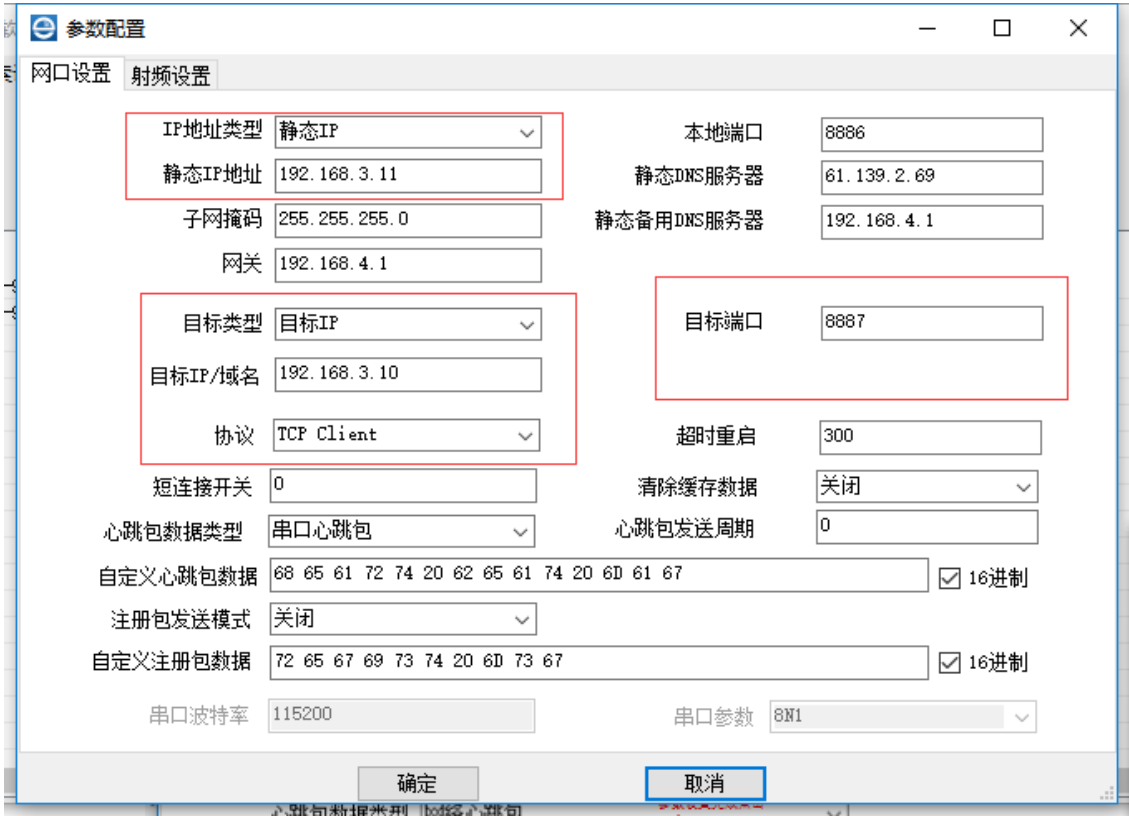 参数配置
网口设置 射频设置
IP地址类型 静态IP 本地端口 8886
静态IP地址 192.168.3.11 静态DNS服务器 61.139.2.69
子网掩码 255.255.255.0 静态备用DNS服务器 192.168.4.1
网关 192.168.4.1
目标类型 目标IP 目标端口 8887
目标IP/域名 192.168.3.10
协议 TCP Client 超时重启 300
短连接开关 0 清除缓存数据 关闭
心跳包数据类型 串口心跳包 心跳包发送周期 0
自定义心跳包数据 68 65 61 72 74 20 62 65 61 74 20 6D 61 67 16进制
注册包发送模式 关闭
自定义注册包数据 72 65 67 69 73 74 20 6D 73 67 16进制
串口波特率 115200 串口参数 8N1
确定 取消
心跳包数据类型